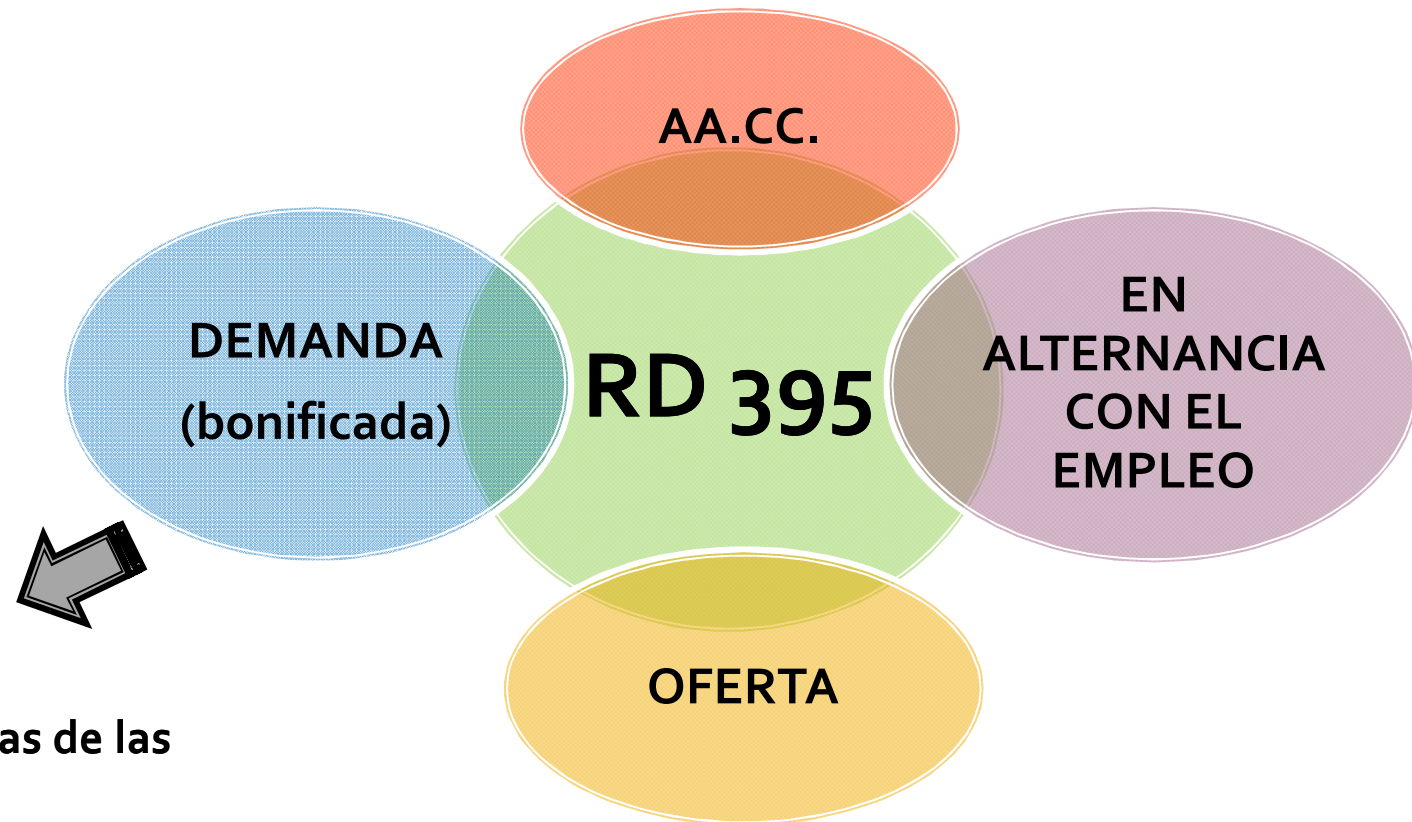 AA.CC.
DEMANDA
(bonificada)
RD 395
EN
ALTERNANCIA
CON EL
EMPLEO
OFERTA
as de las